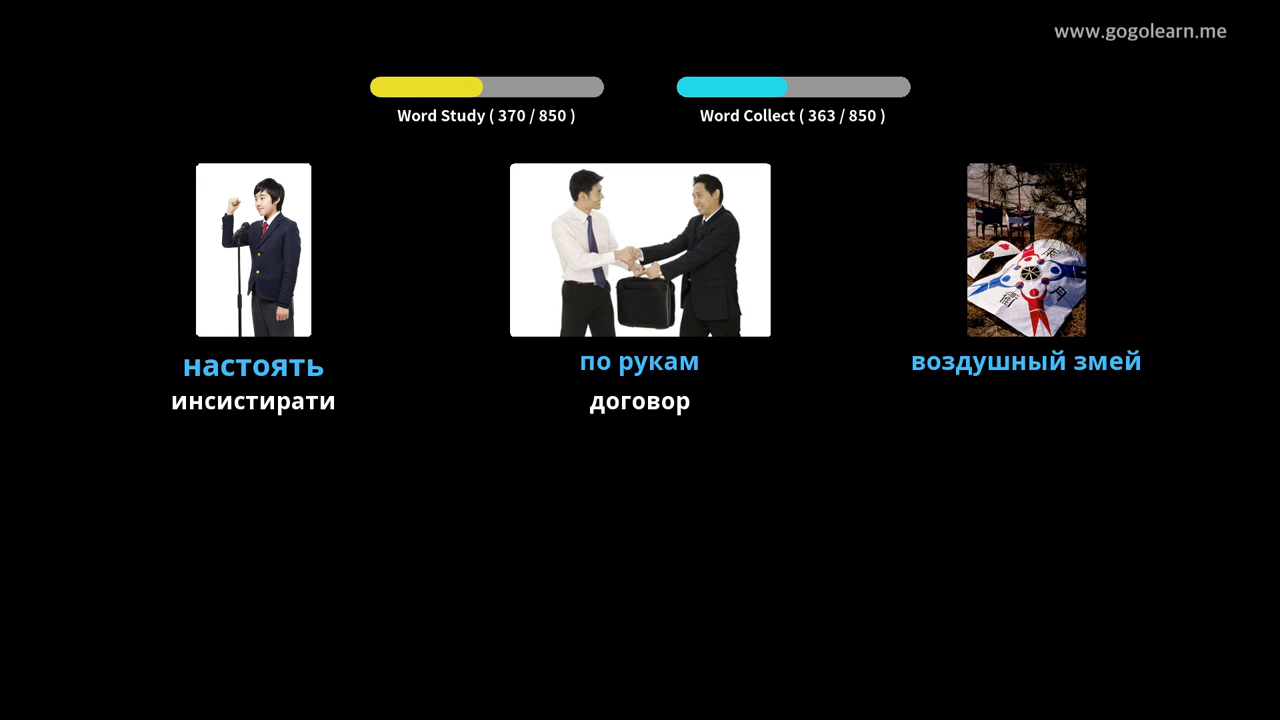 www.gogolearn.me
Word Study ( 370 / 850 )
Word Collect ( 363 / 850 )
настоять
инсистирати
по рукам
договор
воздушный змей